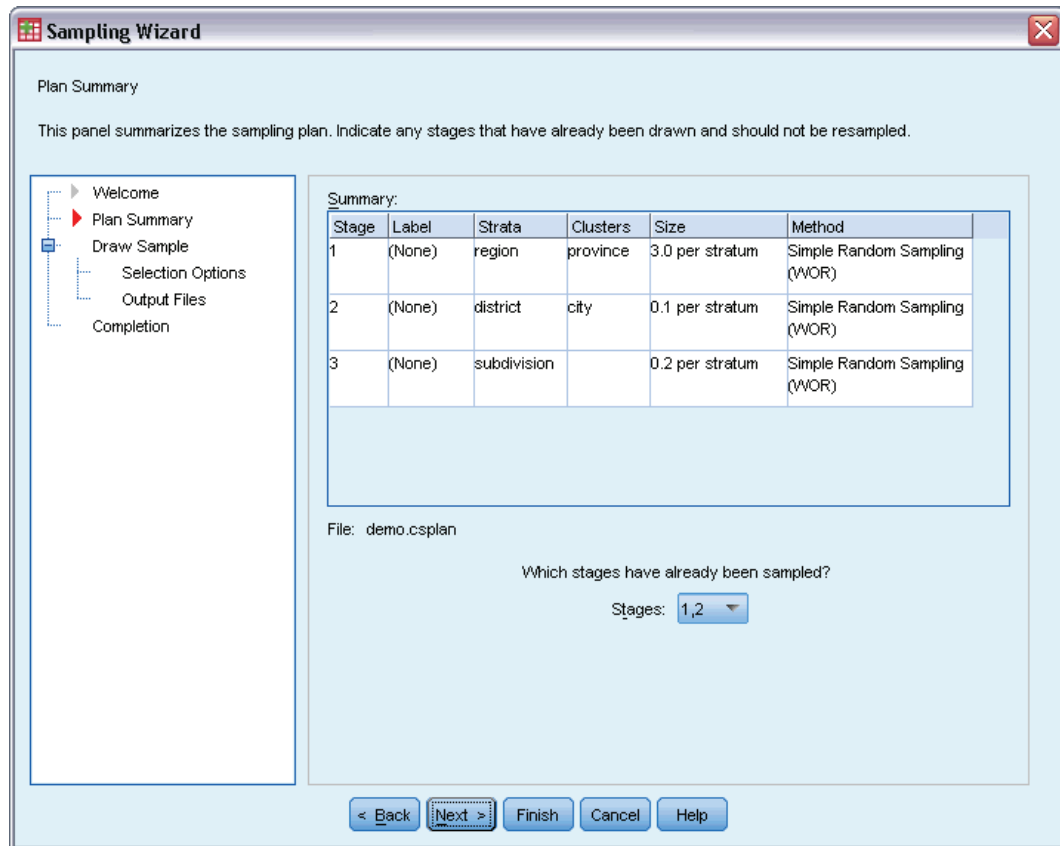 Sampling Wizard
Plan Summary
This panel summarizes the sampling plan. Indicate any stages that have already been drawn and should not be resampled.
Welcome
Plan Summary
Draw Sample
Selection Options
Output Files
Completion
Summary:
Stage Label Strata Clusters Size Method
1 (None) region province 3.0 per stratum Simple Random Sampling
(WOR)
2 (None) district city 0.1 per stratum Simple Random Sampling
(WOR)
3 (None) subdivision 0.2 per stratum Simple Random Sampling
(WOR)
File: demo.csplan
Which stages have already been sampled?
Stages: 1,2
< Back Next > Finish Cancel Help